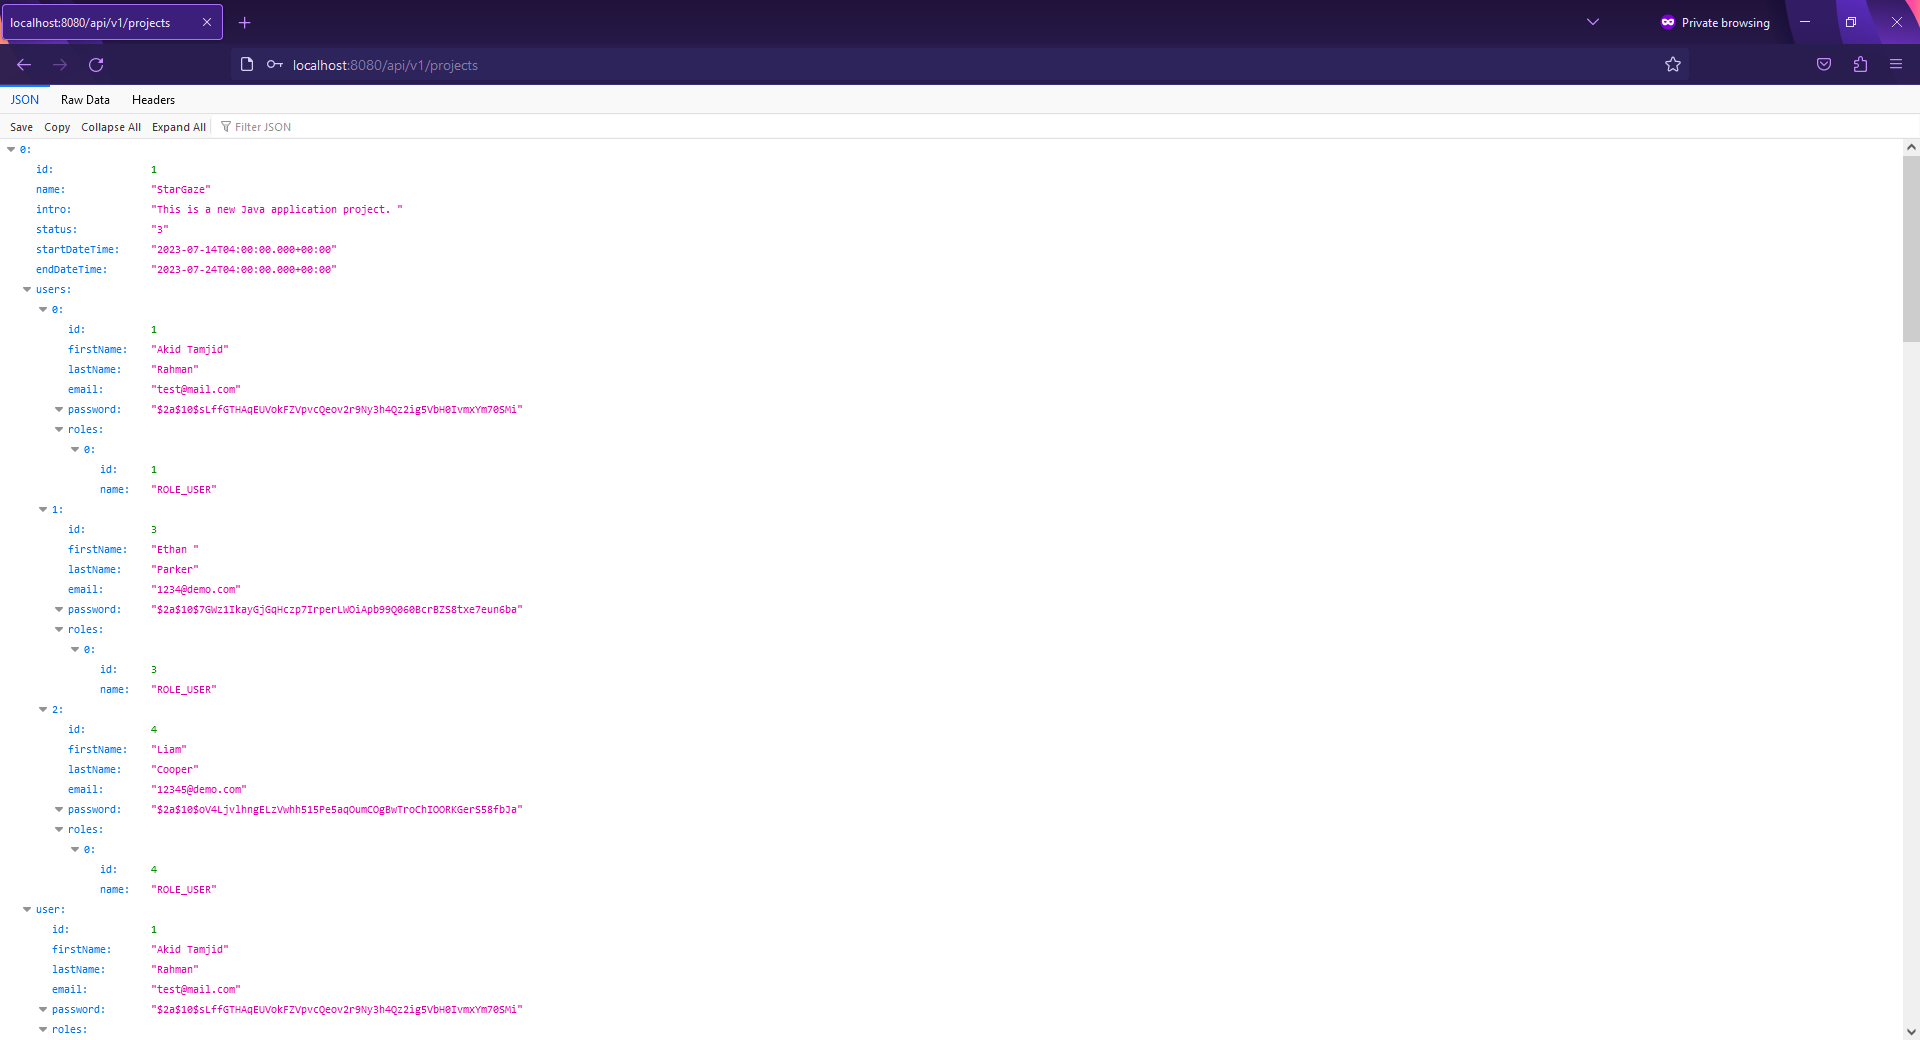 localhost:8080/api/v1/projects
Private browsing
localhost:8080/api/v1/projects
JSON Raw Data Headers
Save Copy Collapse All Expand All Filter JSON
0:
id: 1
name: "StarGaze"
intro: "This is a new Java application project. "
status: "3"
startDateTime: "2023-07-14T04:00:00.000+00:00"
endDateTime: "2023-07-24T04:00:00.000+00:00"
users:
0:
id: 1
firstName: "Akid Tamjid"
lastName: "Rahman"
email: "test@mail.com"
password: "$2a$10$sLffGTHAqEUVokFZVpvcQeov2r9Ny3h4Qz2ig5VbH0IvmxYm70SMi"
roles:
0:
id: 1
name: "ROLE_USER"
1:
id: 3
firstName: "Ethan "
lastName: "Parker"
email: "1234@demo.com"
password: "$2a$10$7GWz1IkayGjGqHczp7IrperLWOiApb99Q060BcrBZS8txe7eun6ba"
roles:
0:
id: 3
name: "ROLE_USER"
2:
id: 4
firstName: "Liam"
lastName: "Cooper"
email: "12345@demo.com"
password: "$2a$10$oV4LjvlhngELzVwhh515Pe5aqOumCOgBwTroChIOORKGerS58fbJa"
roles:
0:
id: 4
name: "ROLE_USER"
user:
id: 1
firstName: "Akid Tamjid"
lastName: "Rahman"
email: "test@mail.com"
password: "$2a$10$sLffGTHAqEUVokFZVpvcQeov2r9Ny3h4Qz2ig5VbH0IvmxYm70SMi"
roles: